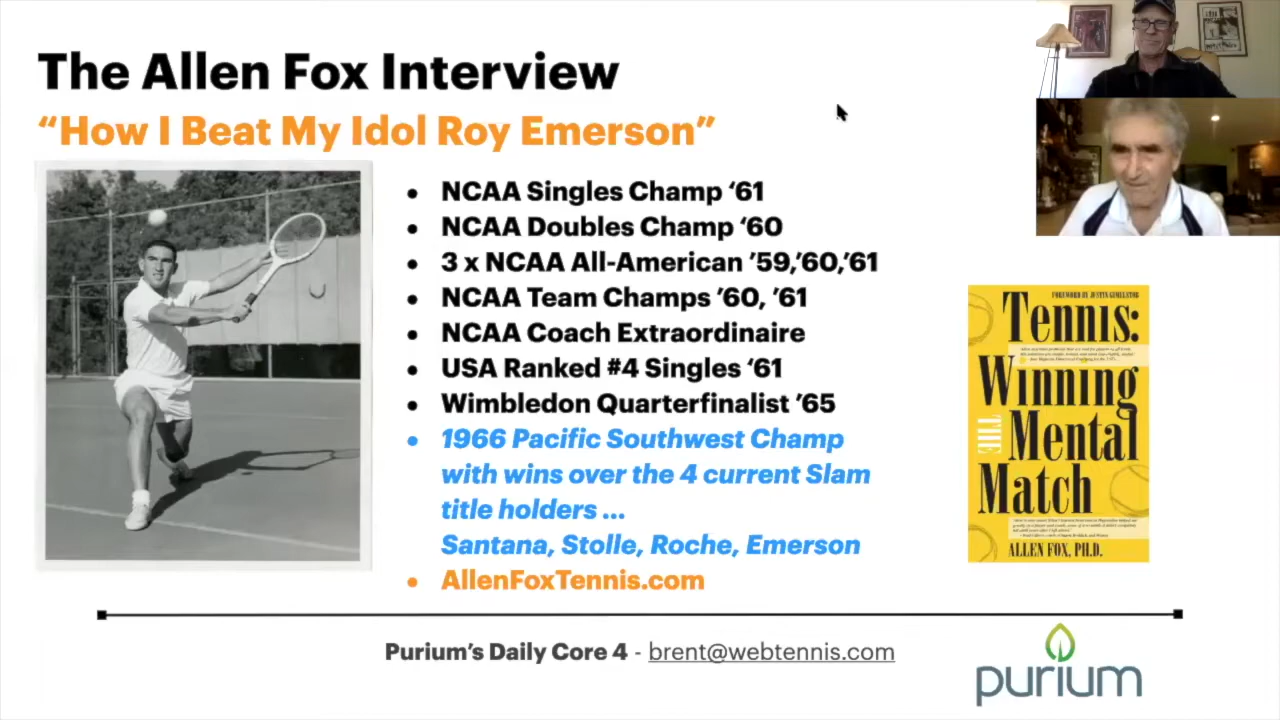 The Allen Fox Interview
“How I Beat My Idol Roy Emerson”
• NCAA Singles Champ ‘61
• NCAA Doubles Champ ‘60
• 3 x NCAA All-American ’59,’60,’61
• NCAA Team Champs ’60, ’61
• NCAA Coach Extraordinaire
• USA Ranked #4 Singles ‘61
• Wimbledon Quarterfinalist ’65
• 1966 Pacific Southwest Champ
with wins over the 4 current Slam
title holders ...
Santana, Stolle, Roche, Emerson
• AllenFoxTennis.com
FOREWORD BY JUSTIN GIMELSTOB
Tennis:
Winning
THE Mental
Match
ALLEN FOX, PH.D.
Purium’s Daily Core 4 - brent@webtennis.com
purium